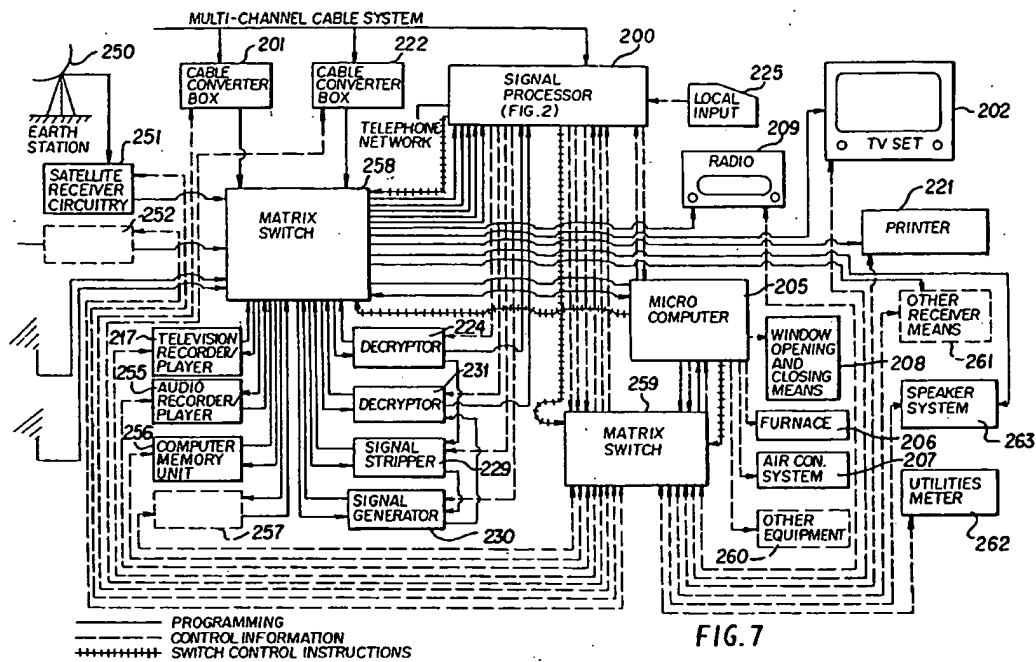 MULTI-CHANNEL CABLE SYSTEM
250
201
222
200
CABLE
CONVERTER
BOX
CABLE
CONVERTER
BOX
SIGNAL
PROCESSOR
(FIG. 2)
225
LOCAL
INPUT
202
TV SET
EARTH
STATION
251
TELEPHONE
NETWORK
209
RADIO
SATELLITE
RECEIVER
CIRCUITRY
258
221
PRINTER
252
MATRIX
SWITCH
205
MICRO
COMPUTER
OTHER
RECEIVER
MEANS
261
217
TELEVISION
RECORDER/
PLAYER
224
DECRYPTOR
WINDOW
OPENING
AND
CLOSING
MEANS
208
255
AUDIO
RECORDER/
PLAYER
231
DECRYPTOR
259
SPEAKER
SYSTEM
263
256
COMPUTER
MEMORY
UNIT
SIGNAL
STRIPPER
229
MATRIX
SWITCH
FURNACE
206
AIR CON.
SYSTEM
207
UTILITIES
METER
262
257
SIGNAL
GENERATOR
230
OTHER
EQUIPMENT
260
PROGRAMMING
CONTROL INFORMATION
SWITCH CONTROL INSTRUCTIONS
FIG. 7